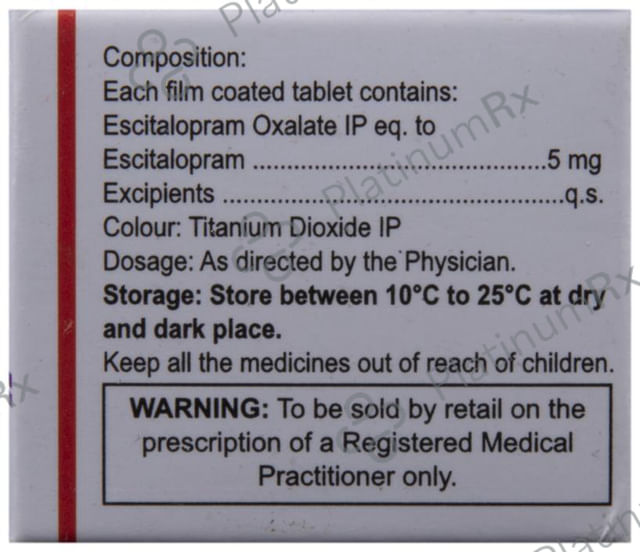 Composition:
Each film coated tablet contains:
Escitalopram Oxalate IP eq. to
Escitalopram .....................................5 mg
Excipients ..........................................q.s.
Colour: Titanium Dioxide IP
Dosage: As directed by the Physician.
Storage: Store between 10°C to 25°C at dry
and dark place.
Keep all the medicines out of reach of children.
WARNING: To be sold by retail on the
prescription of a Registered Medical
Practitioner only.
PlatinumRx
PlatinumRx